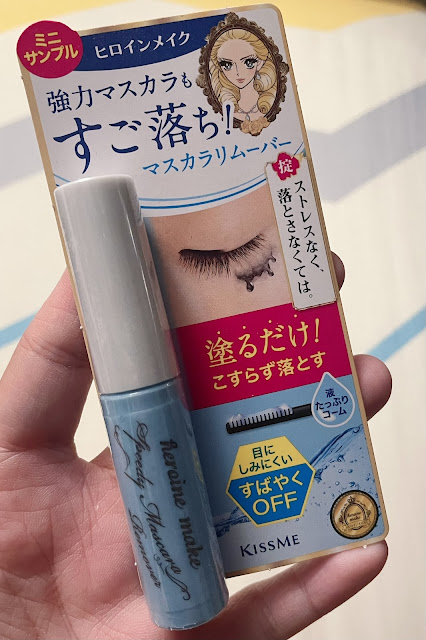 ミニ
サンプル
ヒロインメイク
強力マスカラも
すご落ち!
マスカラリムーバー
掟
ストレスなく、
落とさなくては。
塗るだけ!
こすらず落とす
液
たっぷり
コーム
目に
しみにくい
すばやく
OFF
KISSME
heroine make
Speedy Mascara
Remover